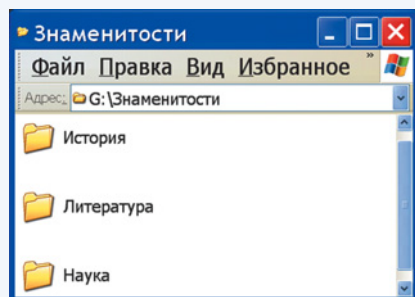 Знаменитости
Файл Правка Вид Избранное »
Адрес: G:\Знаменитости
История
Литература
Наука